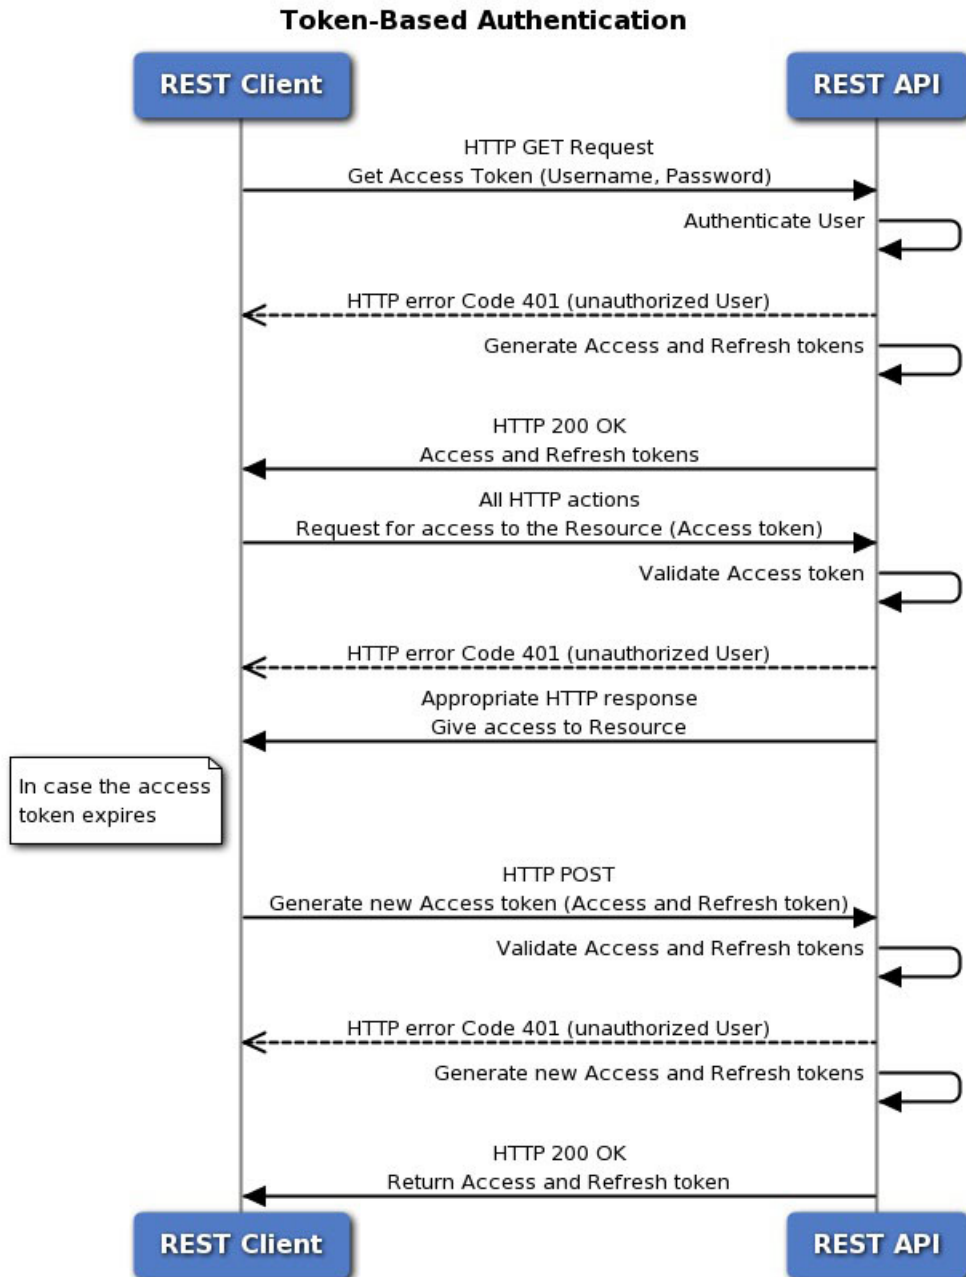 Token-Based Authentication
REST Client
REST API
HTTP GET Request
Get Access Token (Username, Password)
Authenticate User
HTTP error Code 401 (unauthorized User)
Generate Access and Refresh tokens
HTTP 200 OK
Access and Refresh tokens
All HTTP actions
Request for access to the Resource (Access token)
Validate Access token
HTTP error Code 401 (unauthorized User)
Appropriate HTTP response
Give access to Resource
In case the access
token expires
HTTP POST
Generate new Access token (Access and Refresh token)
Validate Access and Refresh tokens
HTTP error Code 401 (unauthorized User)
Generate new Access and Refresh tokens
HTTP 200 OK
Return Access and Refresh token
REST Client
REST API